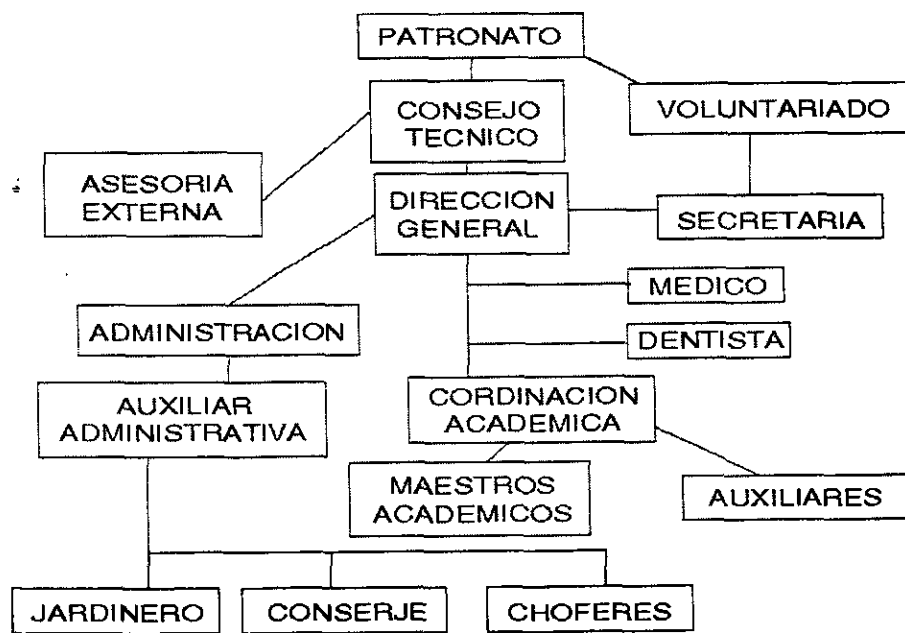 PATRONATO
CONSEJO
TECNICO
VOLUNTARIADO
ASESORIA
EXTERNA
DIRECCION
GENERAL
SECRETARIA
MEDICO
ADMINISTRACION
DENTISTA
AUXILIAR
ADMINISTRATIVA
CORDINACION
ACADEMICA
MAESTROS
ACADEMICOS
AUXILIARES
JARDINERO
CONSERJE
CHOFERES